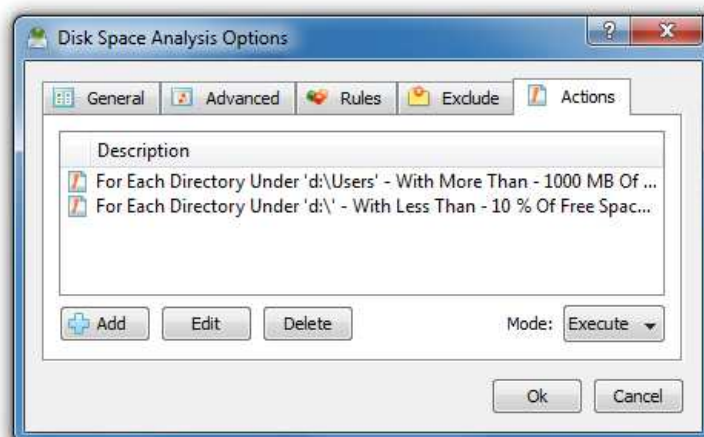 Disk Space Analysis Options
General Advanced Rules Exclude Actions
Description
For Each Directory Under 'd:\Users' - With More Than - 1000 MB Of ...
For Each Directory Under 'd:\' - With Less Than - 10 % Of Free Spac...
Add Edit Delete Mode: Execute
Ok Cancel